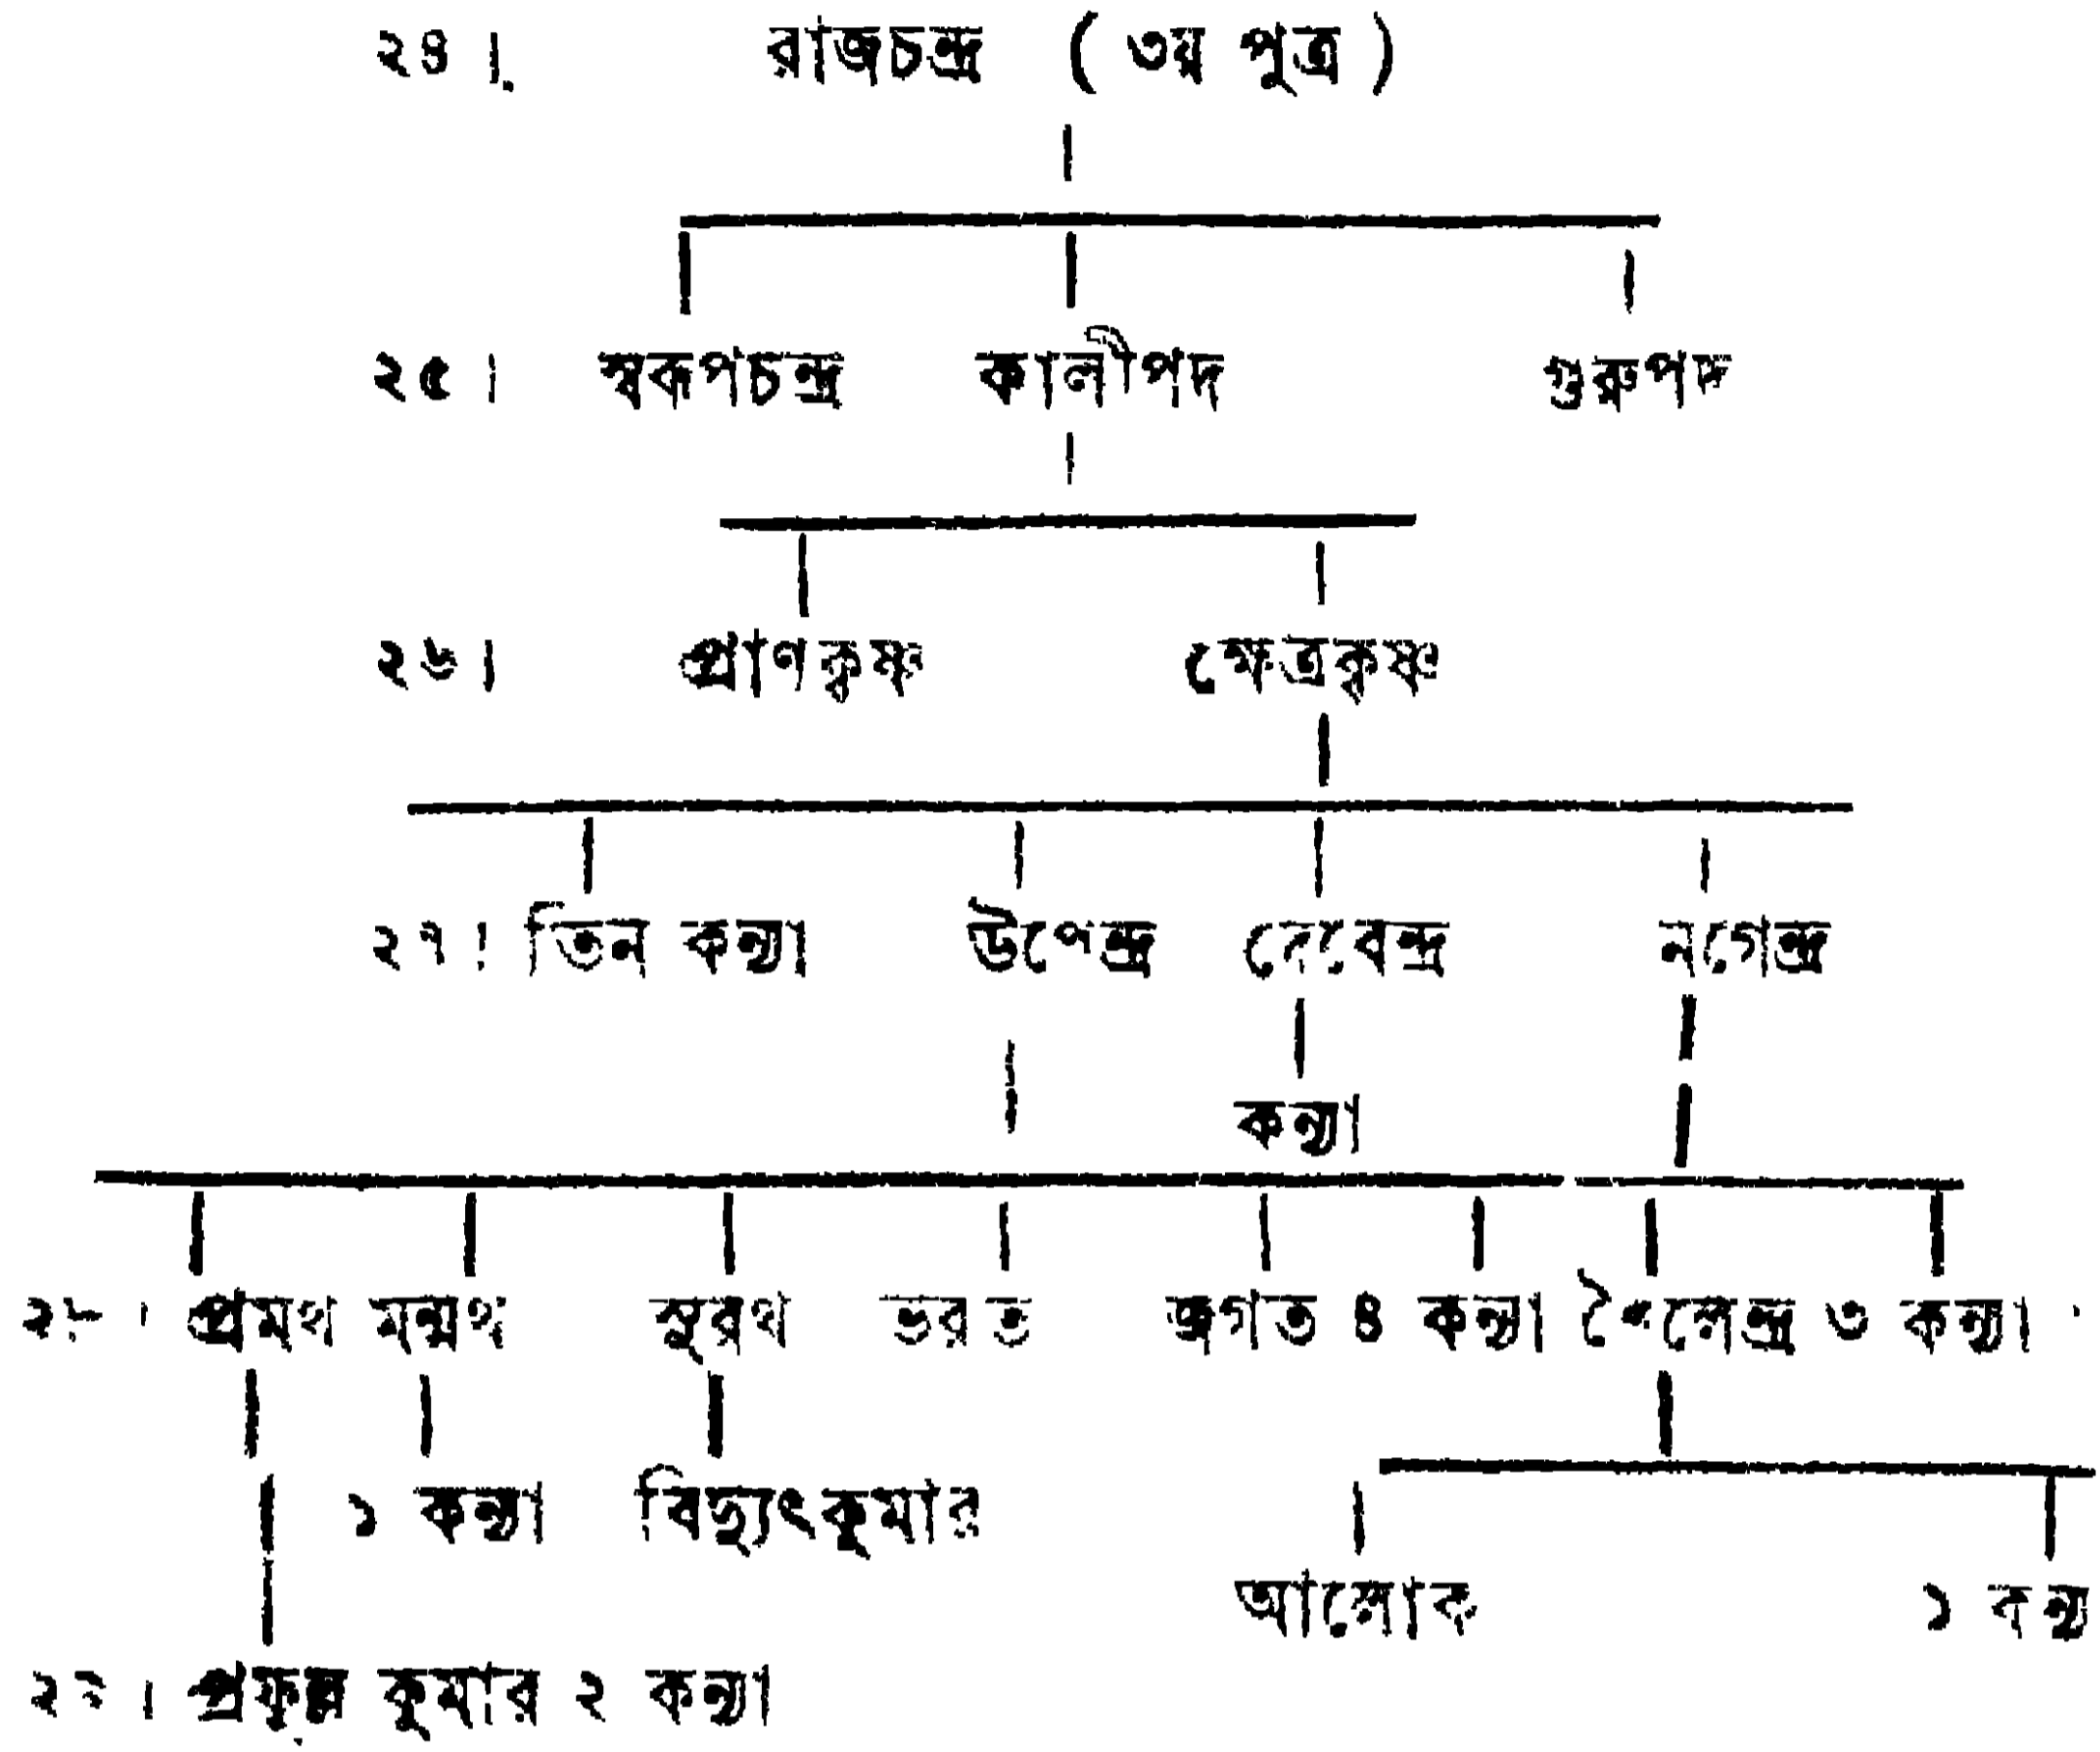 ২৪। রাজচন্দ্র ( ৩য় পুত্র )
২৫। স্বরূপচন্দ্র কালীপদ গুরুপদ
২৬। প্রাণকৃষ্ণ ক্ষেত্রকৃষ্ণ
২৭। তিন কন্যা উপেন্দ্র দেবেন্দ্র নগেন্দ্র
কন্যা
২৮। প্রমথ মন্মথ সুরথ ভরত জগত ৪ কন্যা শৈলেন্দ্র ৩ কন্যা।
১ কন্যা বিদ্যুৎকুমার
আলোক ১ কন্যা
২৯। প্রফুল্ল কুমার ২ কন্যা